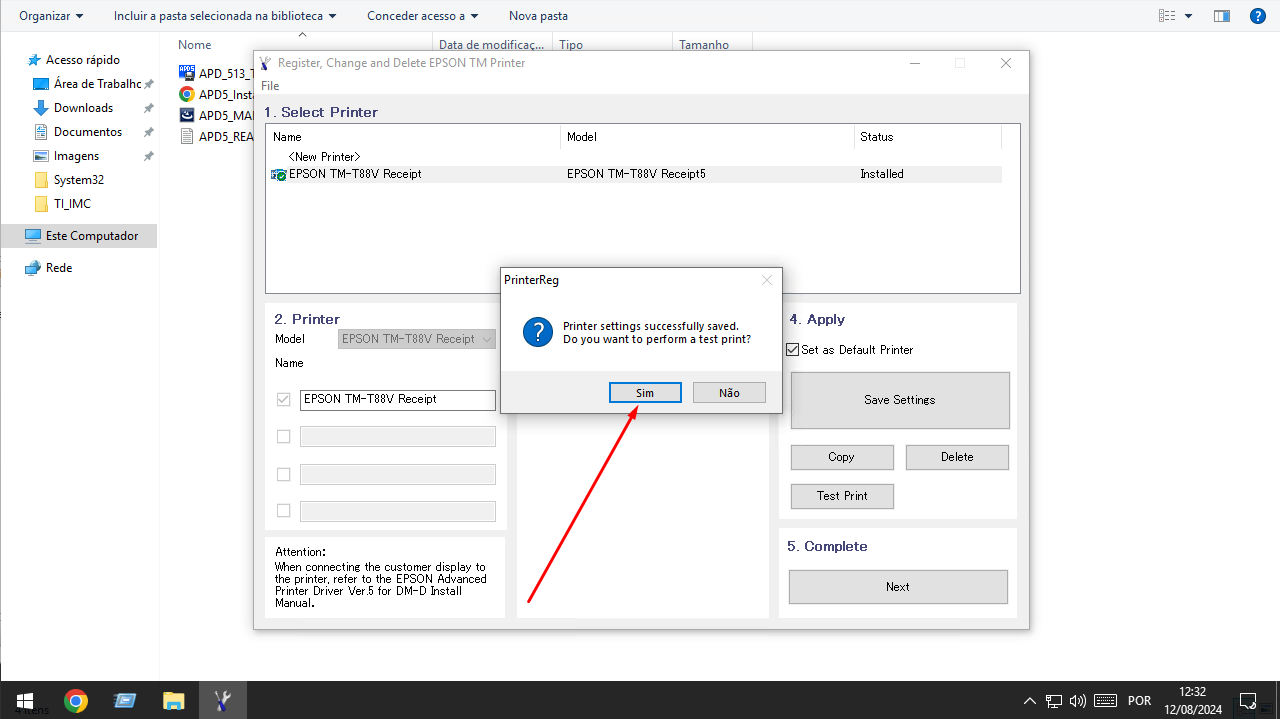 Organizar
Incluir a pasta selecionada na biblioteca
Conceder acesso a
Nova pasta
Nome
Data de modificaç...
Tipo
Tamanho
Acesso rápido
Área de Trabalho
Downloads
Documentos
Imagens
System32
TI_IMC
Este Computador
Rede
APD_513_T
APD5_Insta
APD5_MA
APD5_REA
Register, Change and Delete EPSON TM Printer
File
1. Select Printer
Name
Model
Status
<New Printer>
EPSON TM-T88V Receipt
EPSON TM-T88V Receipt5
Installed
PrinterReg
Printer settings successfully saved.
Do you want to perform a test print?
Sim
Não
2. Printer
Model
EPSON TM-T88V Receipt
Name
EPSON TM-T88V Receipt
Attention:
When connecting the customer display to
the printer, refer to the EPSON Advanced
Printer Driver Ver.5 for DM-D Install
Manual.
4. Apply
Set as Default Printer
Save Settings
Copy
Delete
Test Print
5. Complete
Next
4 itens
POR
12:32
12/08/2024